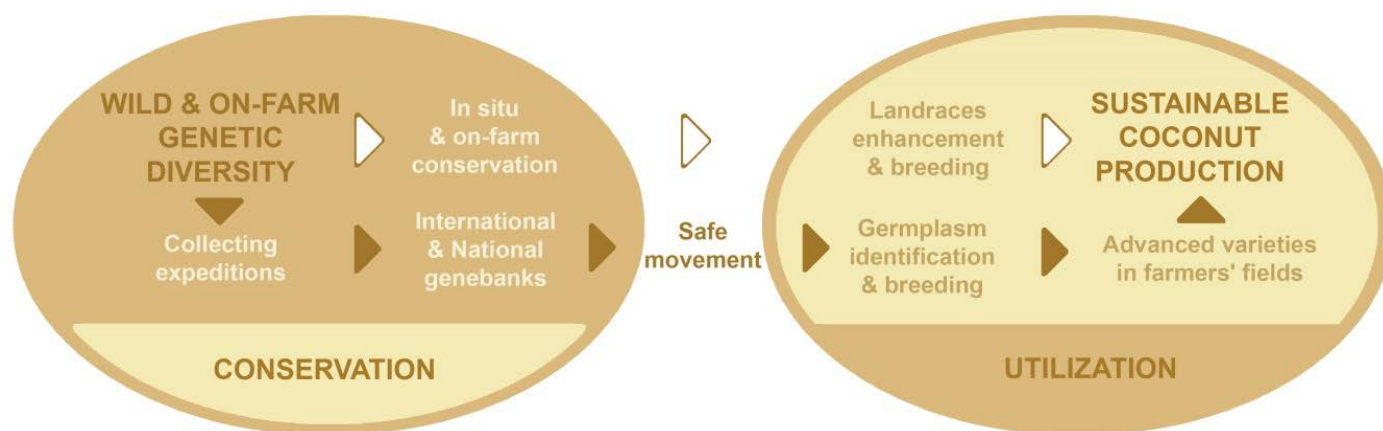 WILD & ON-FARM
GENETIC
DIVERSITY
In situ
& on-farm
conservation
Collecting
expeditions
International
& National
genebanks
CONSERVATION
Safe
movement
Landraces
enhancement
& breeding
SUSTAINABLE
COCONUT
PRODUCTION
Germplasm
identification
& breeding
Advanced varieties
in farmers' fields
UTILIZATION